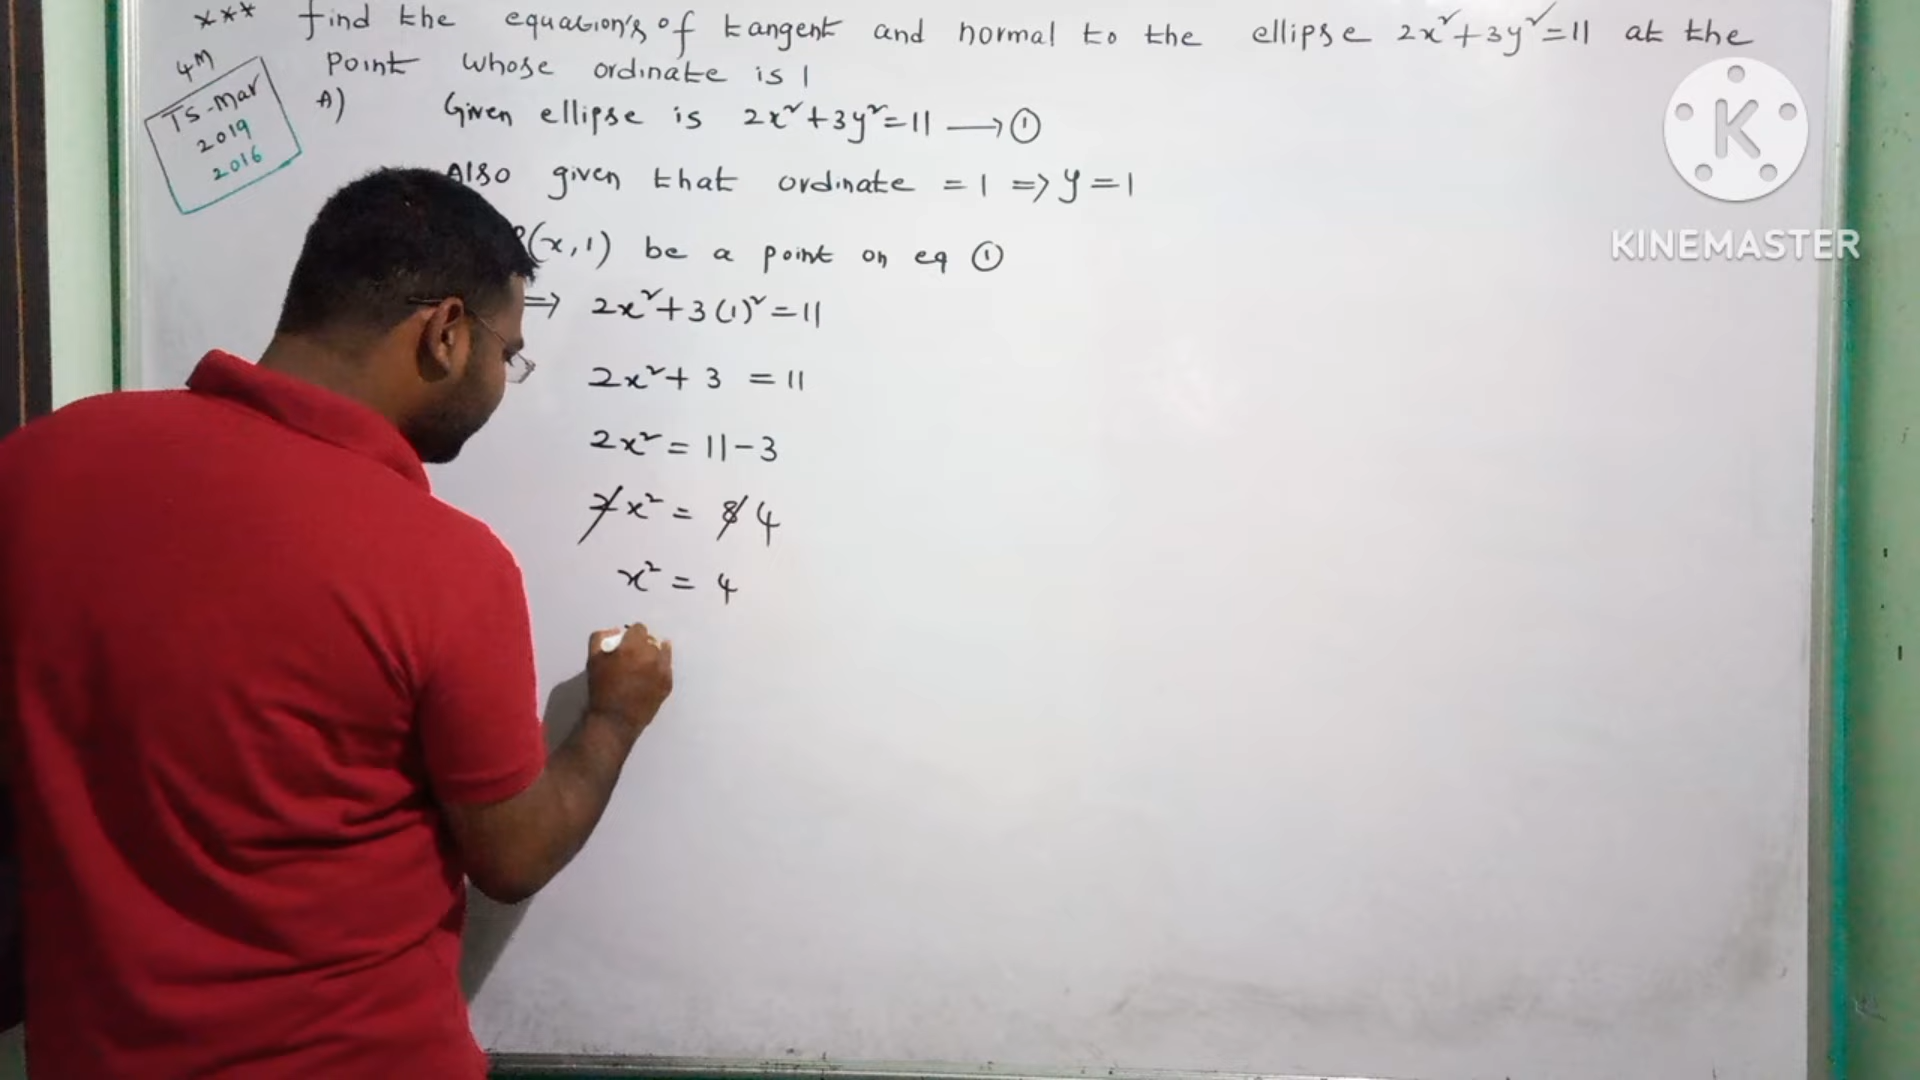 *** Find the equation's of tangent and normal to the ellipse 2x²+3y²=11 at the
point whose ordinate is 1
4M
TS-Mar
2019
2016
A) Given ellipse is 2x²+3y²=11 ⟶ ①
Also given that ordinate = 1 => y = 1
P(x,1) be a point on eq ①
=> 2x²+3(1)²=11
2x²+3 = 11
2x² = 11-3
2x² = 8 4
x² = 4
K
KINEMASTER